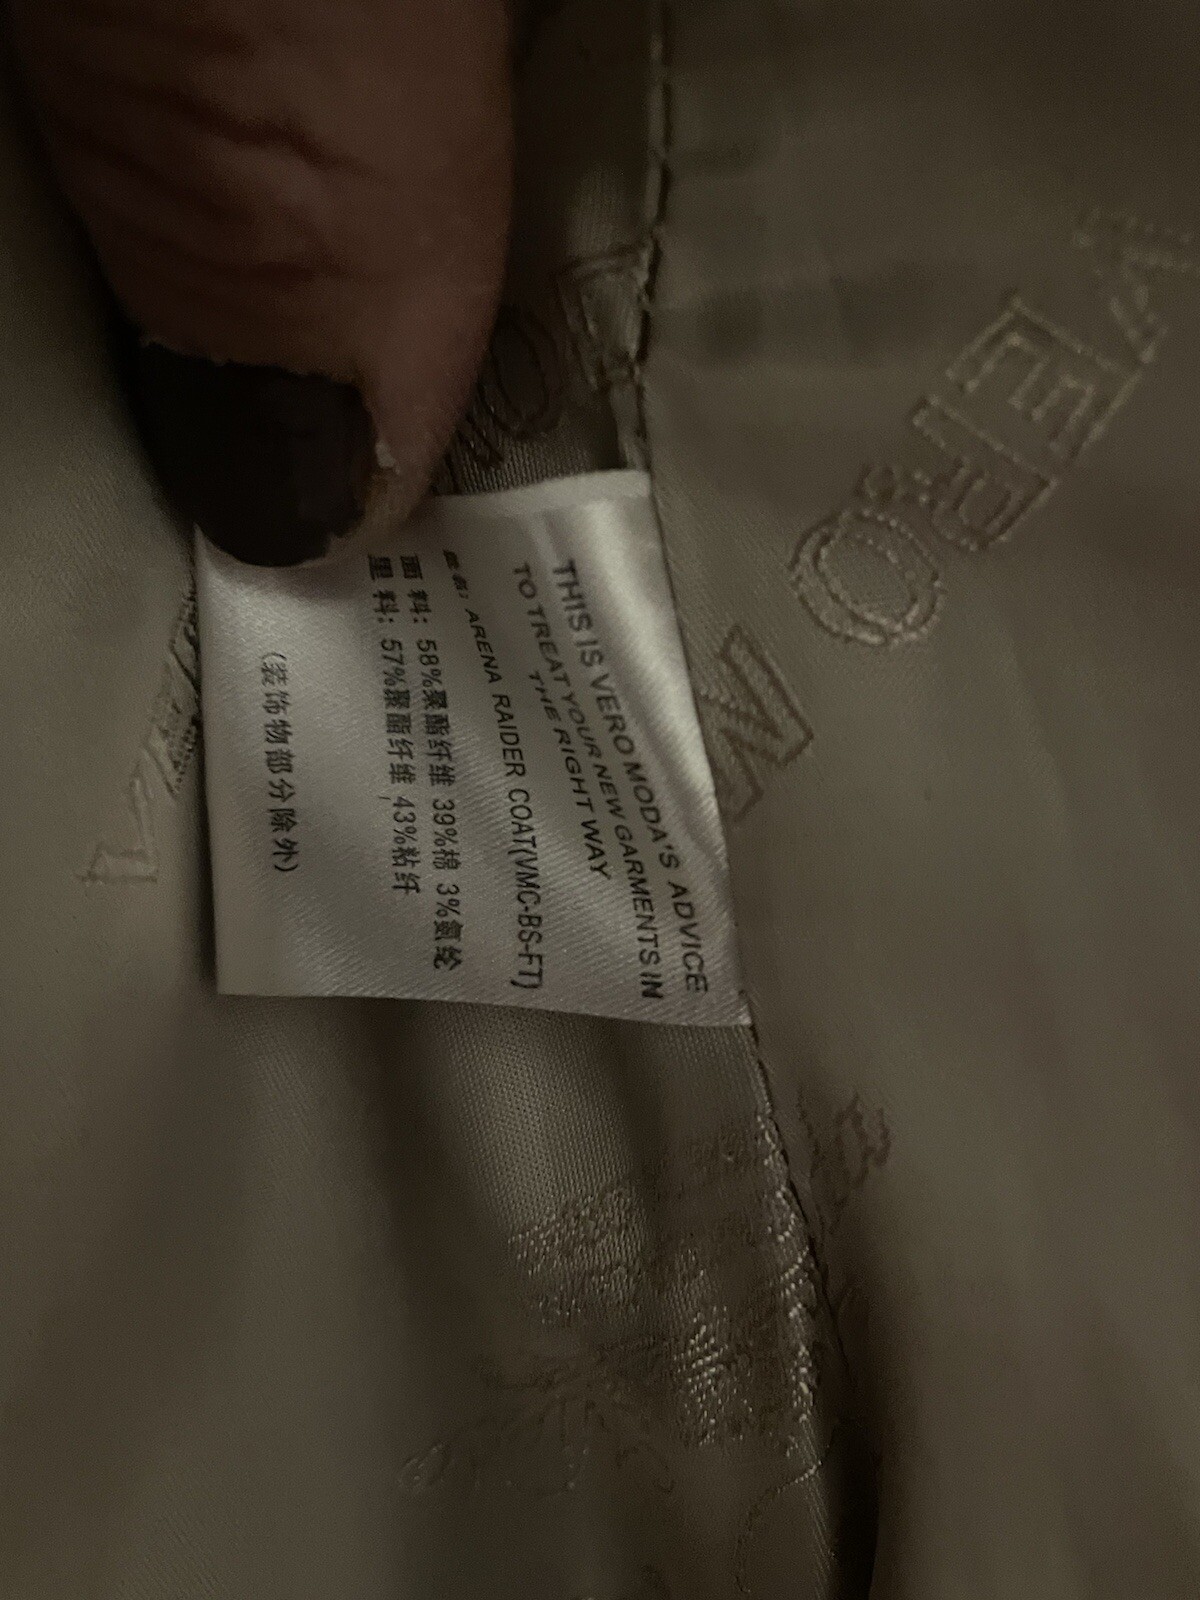 THIS IS VERO MODA'S ADVICE
TO TREAT YOUR NEW GARMENTS IN
THE RIGHT WAY
ARENA RAIDER COAT(VMC-BS-FT)
面料: 58%聚酯纤维 39%棉 3%氨纶
里料: 57%聚酯纤维 43%粘纤
(装饰物部分除外)
VERO M